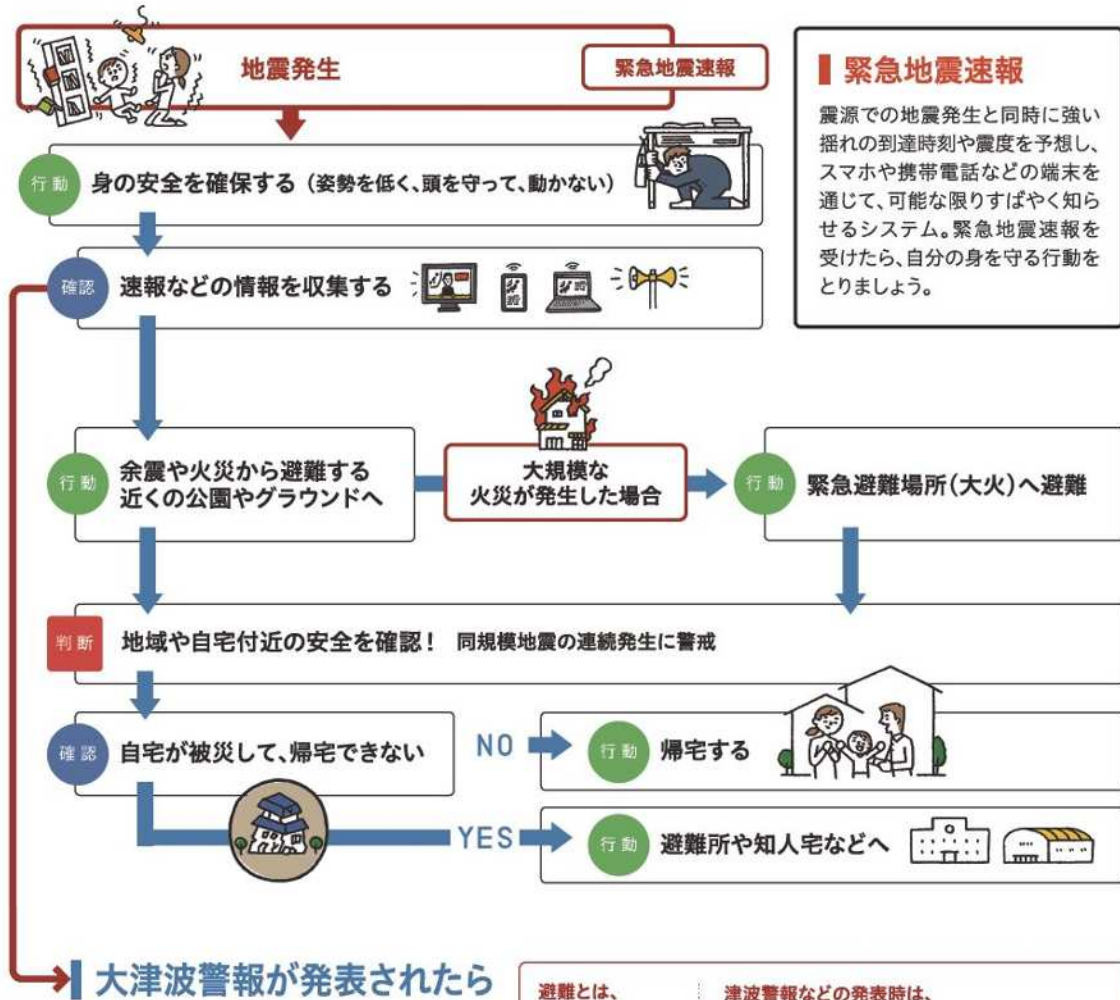 地震発生
緊急地震速報
緊急地震速報
震源での地震発生と同時に強い
揺れの到達時刻や震度を予想し、
スマホや携帯電話などの端末を
通じて、可能な限りすばやく知ら
せるシステム。緊急地震速報を
受けたら、自分の身を守る行動を
とりましょう。
行動 身の安全を確保する（姿勢を低く、頭を守って、動かない）
確認 速報などの情報を収集する
行動 余震や火災から避難する
近くの公園やグラウンドへ
大規模な
火災が発生した場合
行動 緊急避難場所（大火）へ避難
判断 地域や自宅付近の安全を確認！ 同規模地震の連続発生に警戒
確認 自宅が被災して、帰宅できない
NO
行動 帰宅する
YES
行動 避難所や知人宅などへ
大津波警報が発表されたら
避難とは、
津波警報などの発表時は、